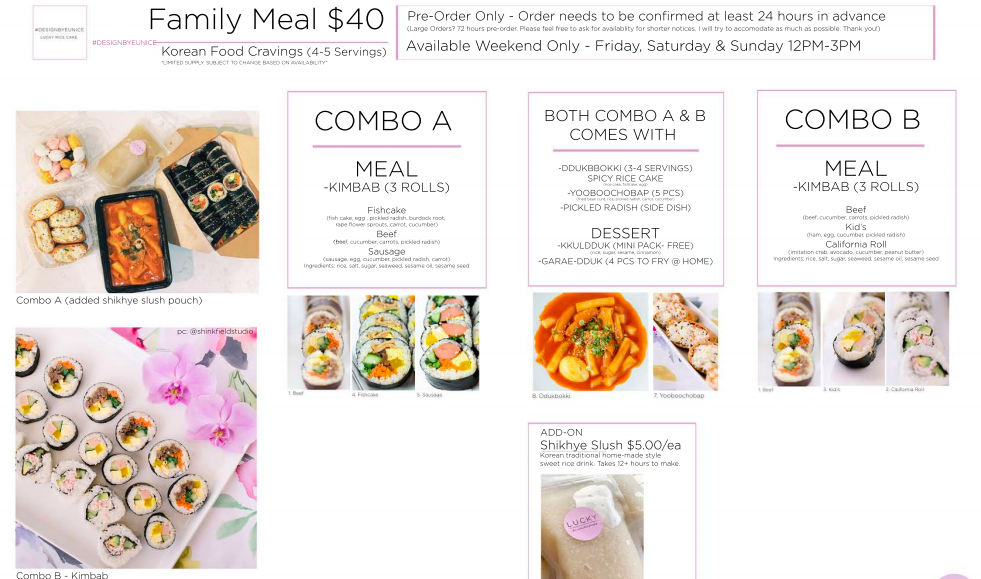 #DESIGNBYEUNICE
LUCKY RICE CAKE
#DESIGNBYEUNICE
Family Meal $40
Korean Food Cravings (4-5 Servings)
*LIMITED SUPPLY. SUBJECT TO CHANGE BASED ON AVAILABILITY*
Pre-Order Only - Order needs to be confirmed at least 24 hours in advance
(Large Orders? 72 hours pre-order. Please feel free to ask for availablity for shorter notices. I will try to accomodate as much as possible. Thank you!)
Available Weekend Only - Friday, Saturday & Sunday 12PM-3PM
Combo A (added shikhye slush pouch)
pc: @shinkfieldstudio
Combo B - Kimbab
COMBO A
MEAL
-KIMBAB (3 ROLLS)
Fishcake
(fish cake, egg , pickled radish, burdock root,
rape flower sprouts, carrot, cucumber)
Beef
(beef, cucumber, carrots, pickled radish)
Sausage
(sausage, egg, cucumber, pickled radish, carrot)
Ingredients: rice, salt, sugar, seaweed, sesame oil, sesame seed
1. Beef
4. Fishcake
5. Sausage
BOTH COMBO A & B
COMES WITH
-DDUKBBOKKI (3-4 SERVINGS)
SPICY RICE CAKE
(rice cake, fishcake, egg)
-YOOBOOCHOBAP (5 PCS)
(fried bean curd, rice, pickled radish, carrot, cucumber)
-PICKLED RADISH (SIDE DISH)
DESSERT
-KKULDDUK (MINI PACK- FREE)
(rice, sugar, sesame, cinnamon)
-GARAE-DDUK (4 PCS TO FRY @ HOME)
8. Ddukbokki
7. Yooboochobap
ADD-ON
Shikhye Slush $5.00/ea
Korean traditional home-made style
sweet rice drink. Takes 12+ hours to make.
LUCKY
COMBO B
MEAL
-KIMBAB (3 ROLLS)
Beef
(beef, cucumber, carrots, pickled radish)
Kid's
(ham, egg, cucumber, pickled radish)
California Roll
(imitation crab, avocado, cucumber, peanut butter)
Ingredients: rice, salt, sugar, seaweed, sesame oil, sesame seed
1. Beef
3. Kid's
2. California Roll